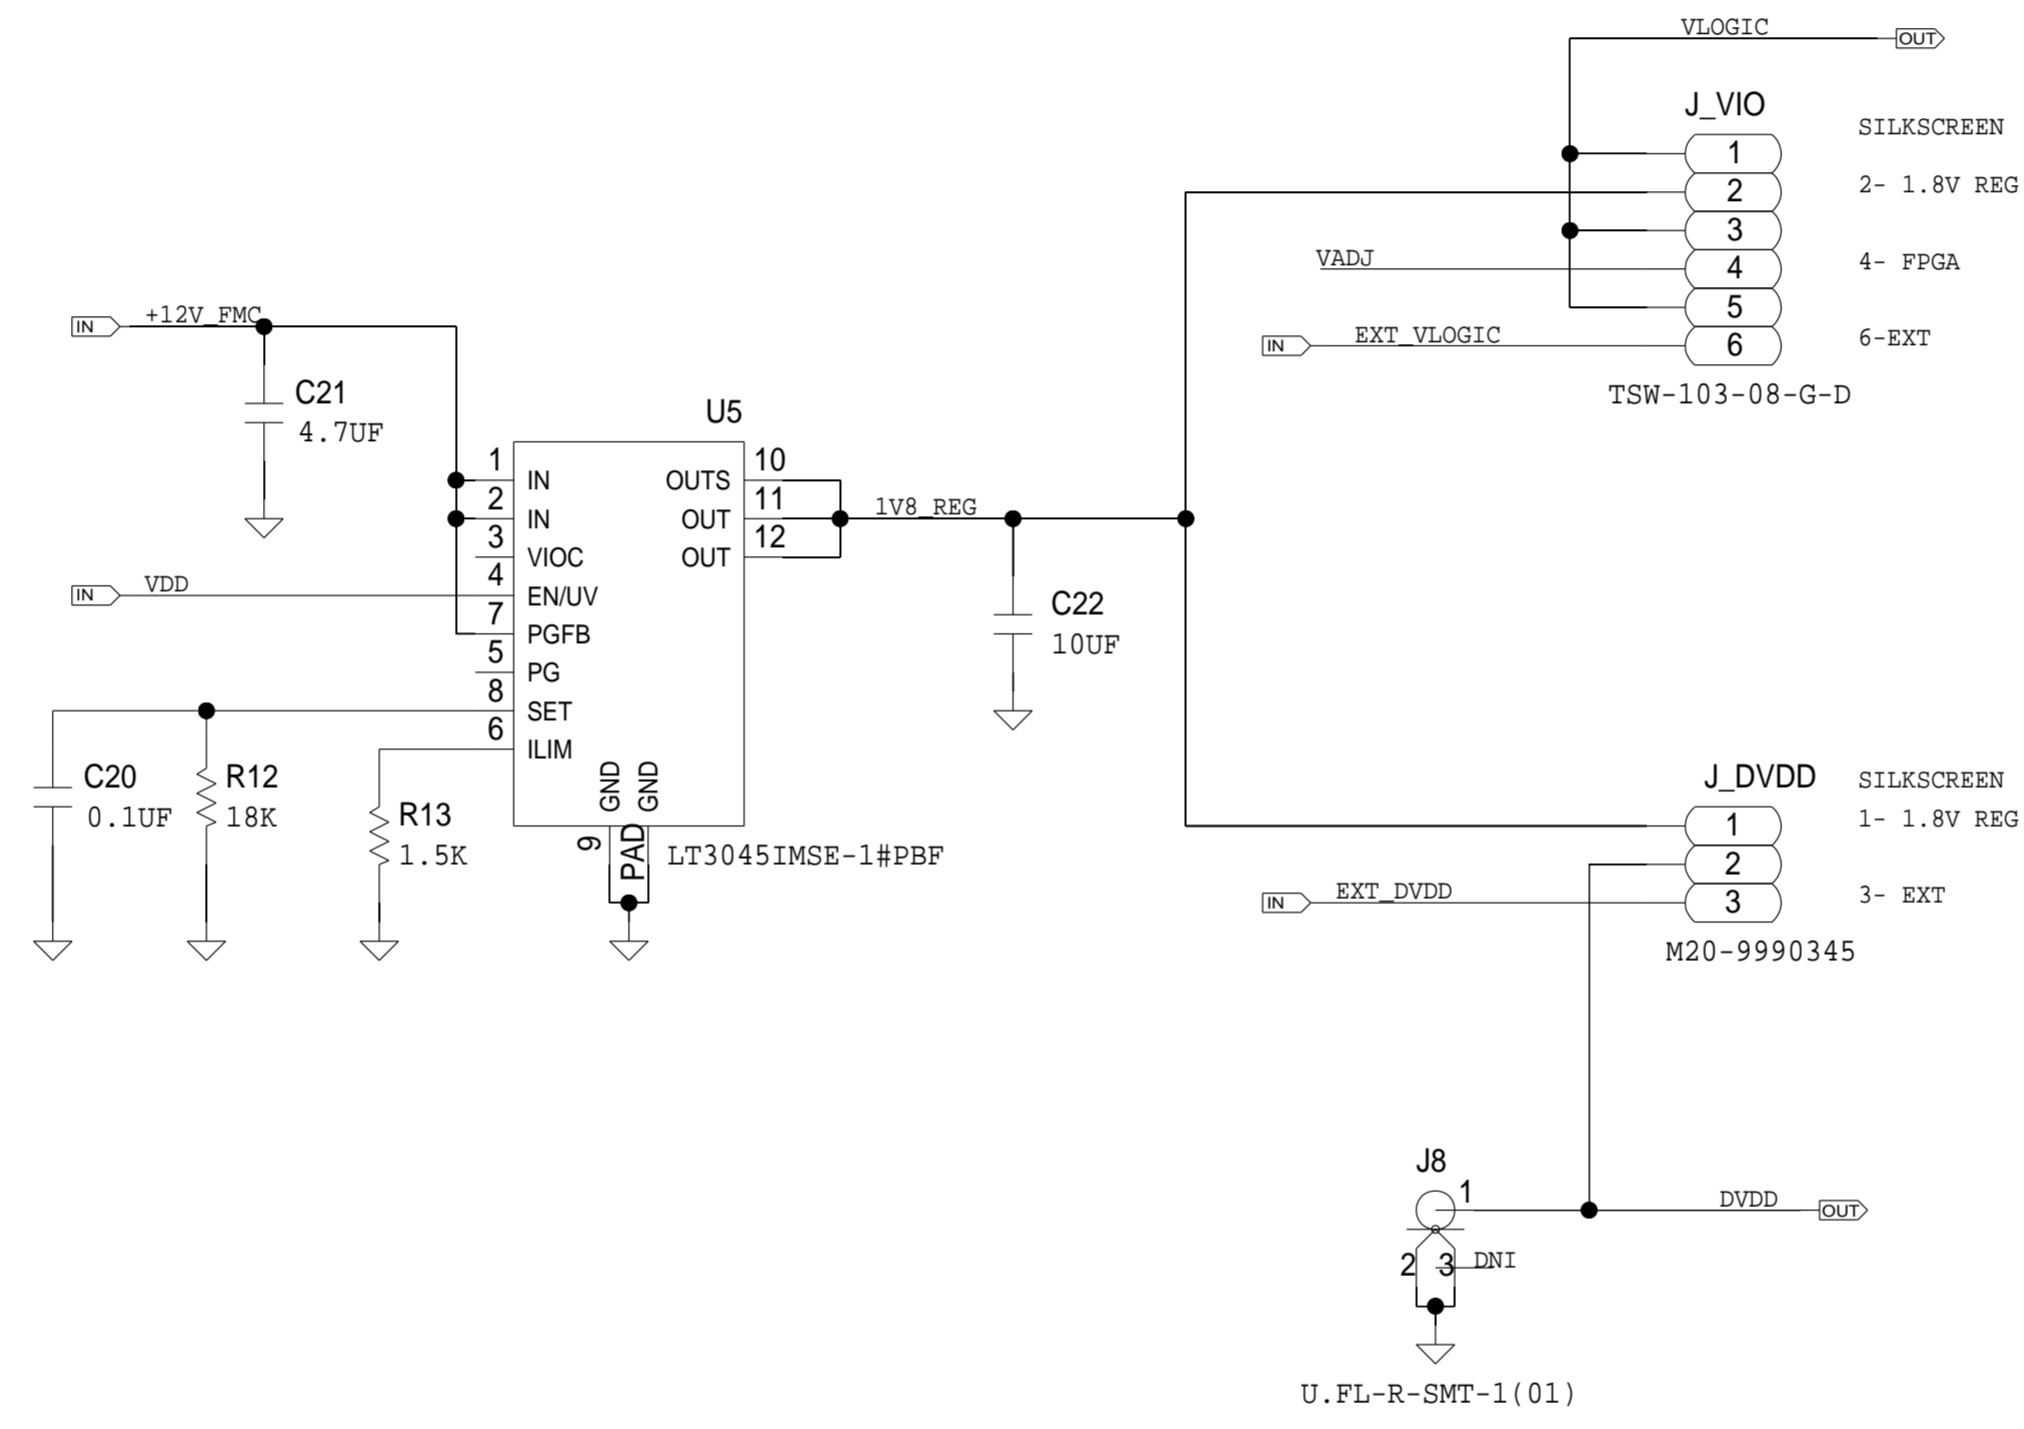 VLOGIC
OUT
J_VIO
SILKSCREEN
1
2
2- 1.8V REG
3
VADJ
4
4- FPGA
5
IN
+12V_FMC
IN
EXT_VLOGIC
6
6-EXT
TSW-103-08-G-D
C21
4.7UF
U5
1
IN
OUTS
10
2
IN
OUT
11
1V8_REG
3
VIOC
OUT
12
IN
VDD
4
EN/UV
7
PGFB
5
PG
8
SET
6
ILIM
C22
10UF
GND
GND
9
PAD
LT3045IMSE-1#PBF
C20
0.1UF
R12
18K
R13
1.5K
J_DVDD
SILKSCREEN
1
1- 1.8V REG
2
IN
EXT_DVDD
3
3- EXT
M20-9990345
J8
1
DVDD
OUT
2
3
DNI
U.FL-R-SMT-1(01)